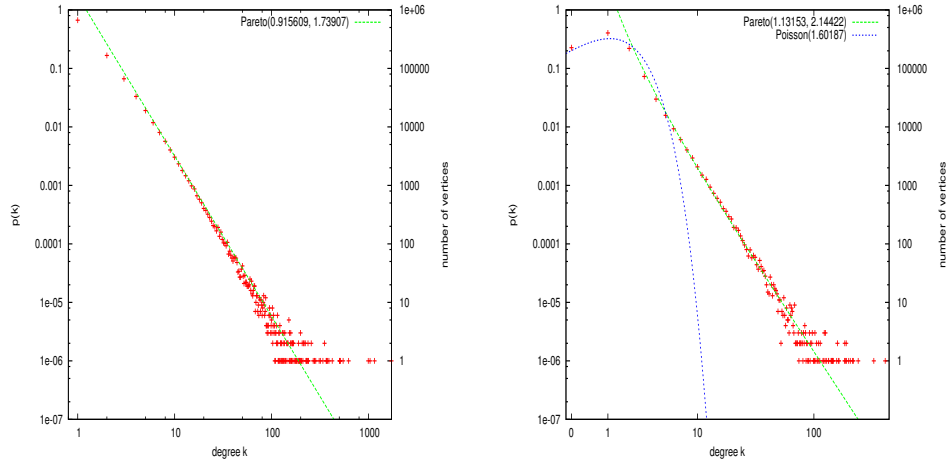 Pareto(0.915609, 1.73907)
p(k)
1
0.1
0.01
0.001
0.0001
1e-05
1e-06
1e-07
1e+06
100000
10000
1000
100
10
1
number of vertices
1 10 100 1000
degree k
Pareto(1.13153, 2.14422)
Poisson(1.60187)
p(k)
1
0.1
0.01
0.001
0.0001
1e-05
1e-06
1e-07
1e+06
100000
10000
1000
100
10
1
number of vertices
0 1 10 100
degree k